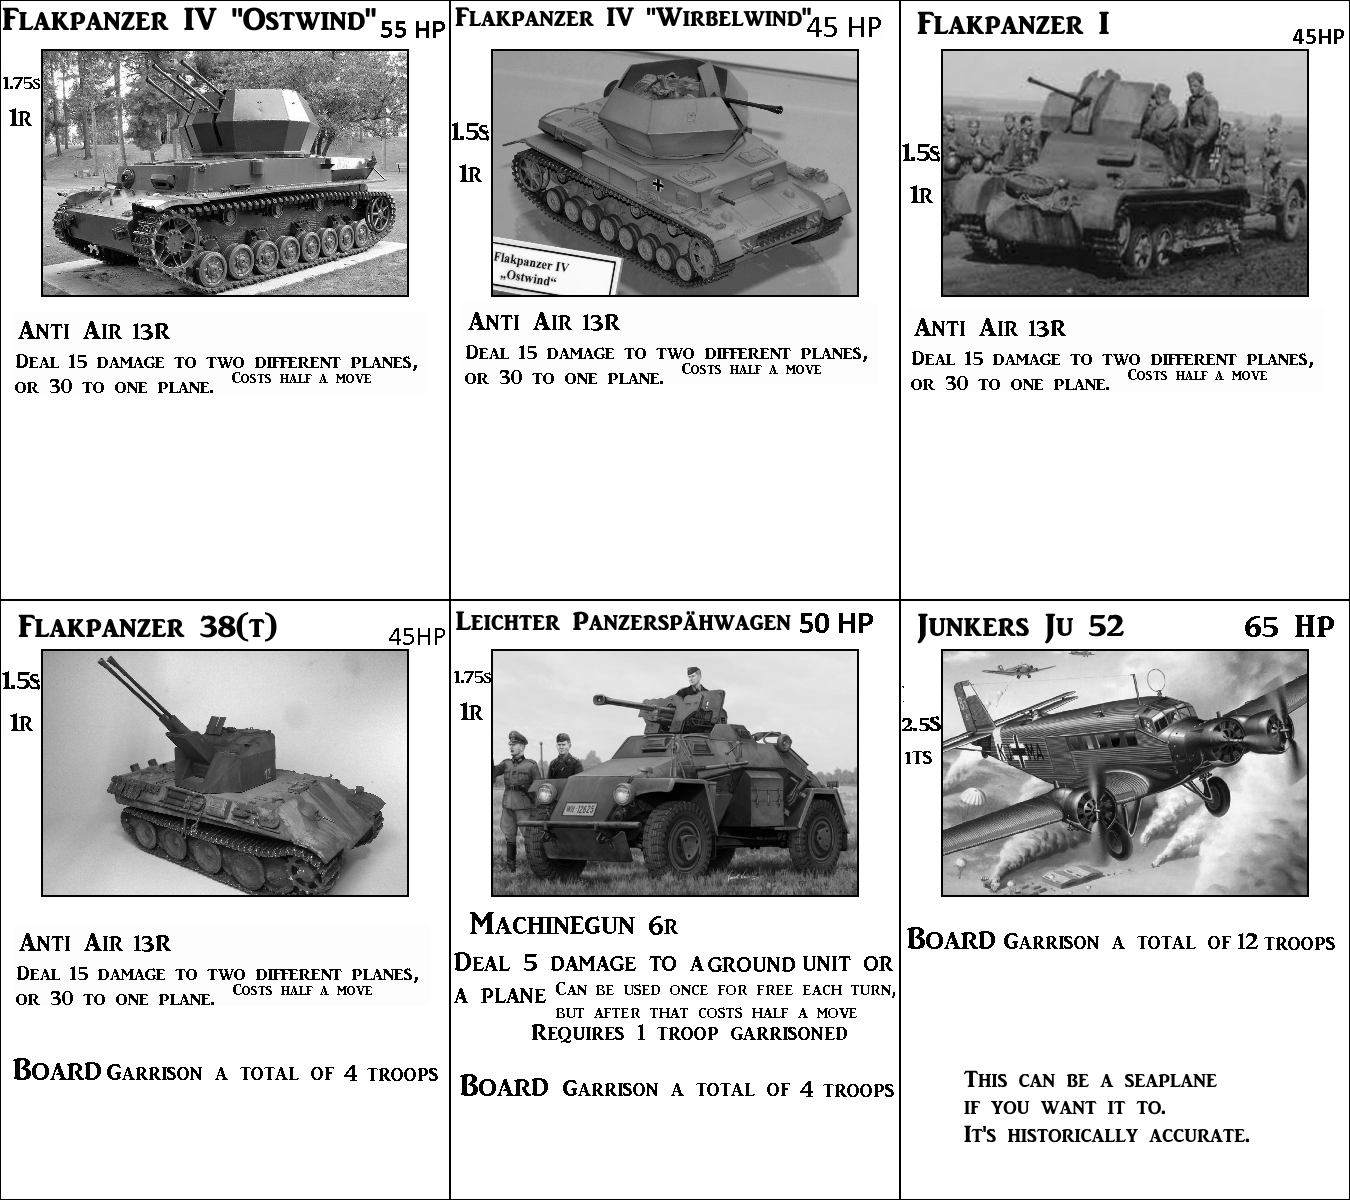 Flakpanzer IV "Ostwind" 55 HP
1.75s
1R
Anti Air 13R
Deal 15 damage to two different planes,
or 30 to one plane. Costs half a move
Flakpanzer IV "Wirbelwind" 45 HP
1.5s
1R
Flakpanzer IV
„Ostwind“
Anti Air 13R
Deal 15 damage to two different planes,
or 30 to one plane. Costs half a move
Flakpanzer I
45HP
1.5s
1R
Anti Air 13R
Deal 15 damage to two different planes,
or 30 to one plane. Costs half a move
Flakpanzer 38(t)
45HP
1.5s
1R
Anti Air 13R
Deal 15 damage to two different planes,
or 30 to one plane. Costs half a move
Board Garrison a total of 4 troops
Leichter Panzerspähwagen 50 HP
1.75s
1R
WH-12625
Machinegun 6R
Deal 5 damage to a ground unit or
a plane Can be used once for free each turn,
but after that costs half a move
Requires 1 troop garrisoned
Board Garrison a total of 4 troops
Junkers Ju 52 65 HP
2.5s
1TS
Board Garrison a total of 12 troops
This can be a seaplane
if you want it to.
It's historically accurate.